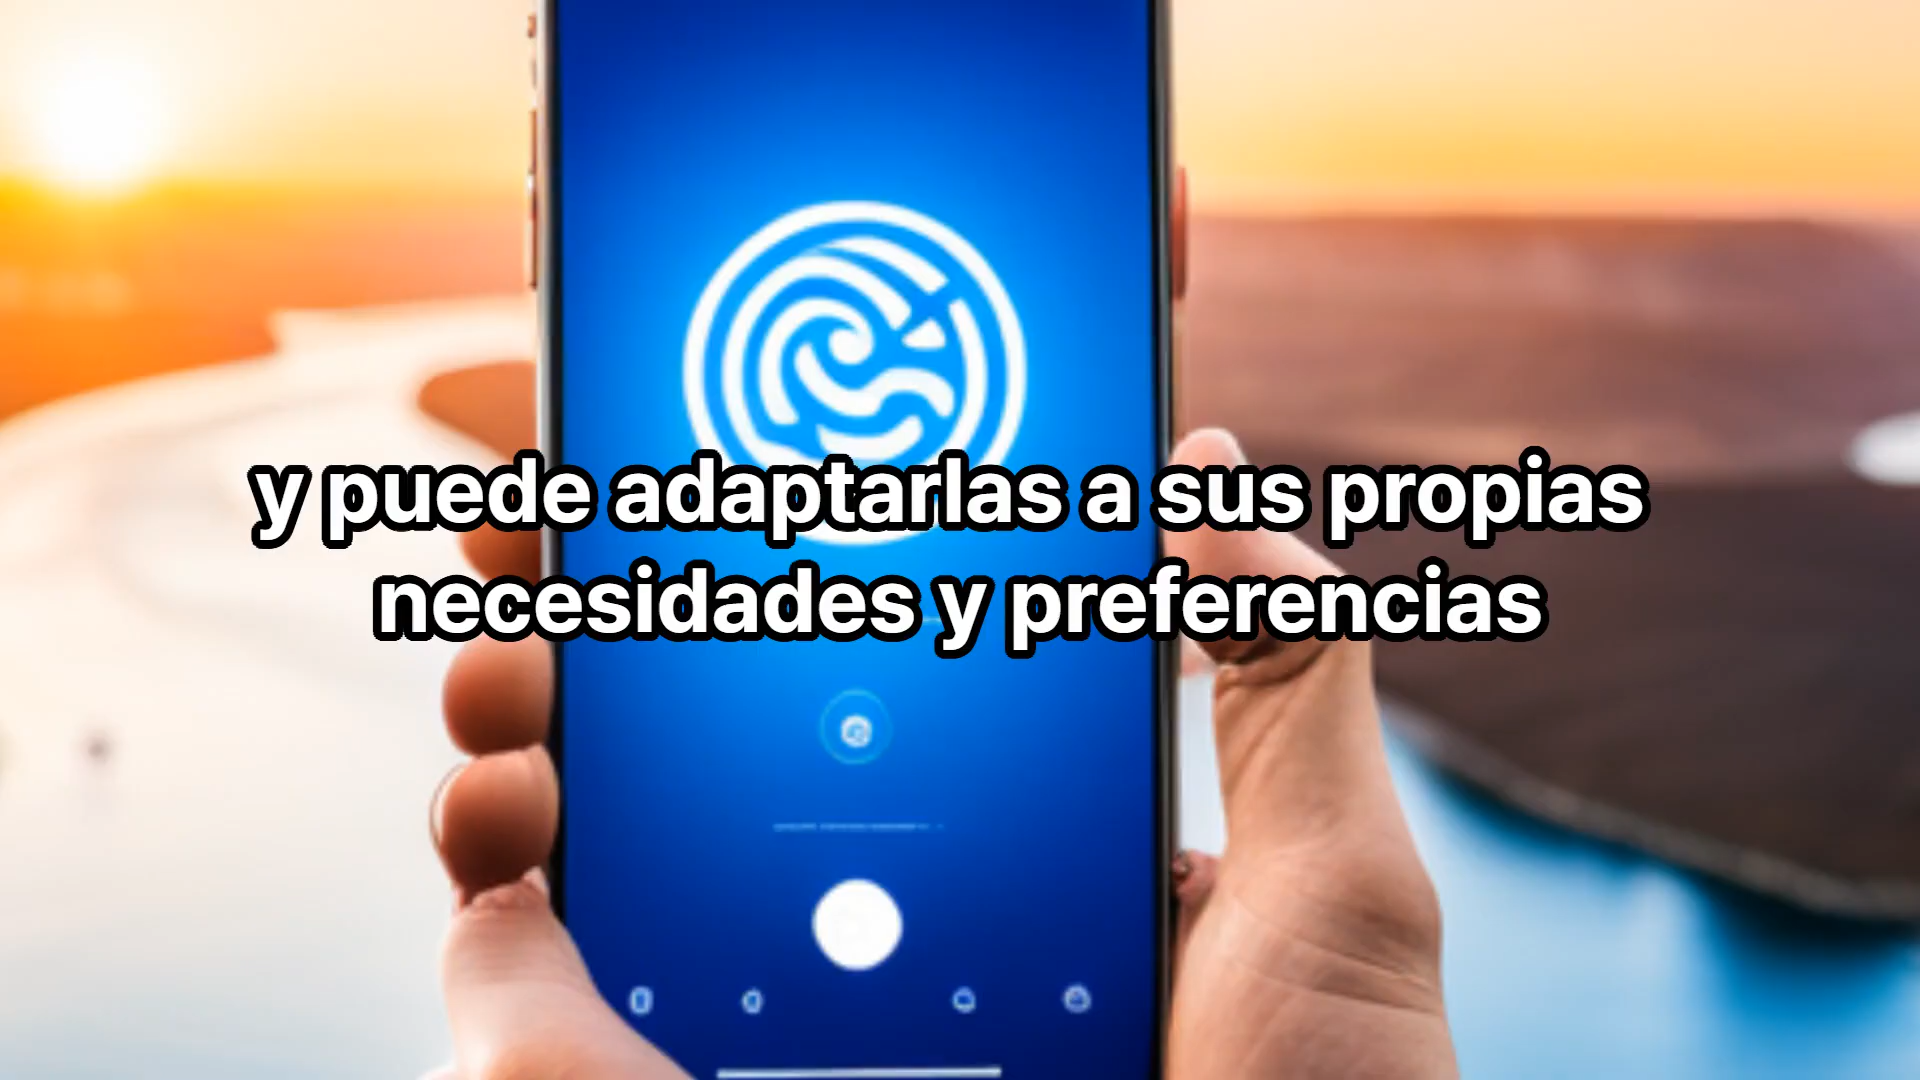 y puede adaptarlas a sus propias
necesidades y preferencias